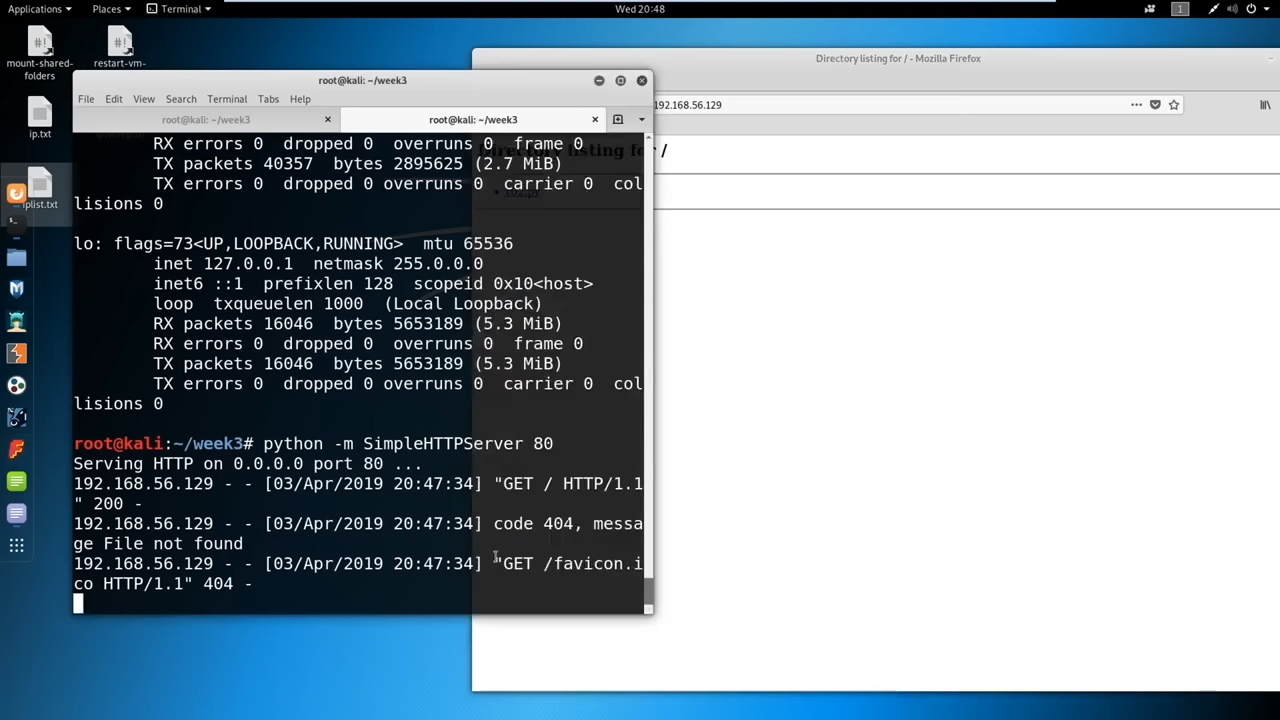 Applications
Places
Terminal
Wed 20:48
1
mount-shared-
folders
restart-vm-
ip.txt
iplist.txt
Directory listing for / - Mozilla Firefox
192.168.56.129
Directory listing for /
root@kali: ~/week3
File Edit View Search Terminal Tabs Help
root@kali: ~/week3
root@kali: ~/week3
RX errors 0 dropped 0 overruns 0 frame 0
TX packets 40357 bytes 2895625 (2.7 MiB)
TX errors 0 dropped 0 overruns 0 carrier 0 col
lisions 0
lo: flags=73<UP,LOOPBACK,RUNNING> mtu 65536
inet 127.0.0.1 netmask 255.0.0.0
inet6 ::1 prefixlen 128 scopeid 0x10<host>
loop txqueuelen 1000 (Local Loopback)
RX packets 16046 bytes 5653189 (5.3 MiB)
RX errors 0 dropped 0 overruns 0 frame 0
TX packets 16046 bytes 5653189 (5.3 MiB)
TX errors 0 dropped 0 overruns 0 carrier 0 col
lisions 0
root@kali:~/week3# python -m SimpleHTTPServer 80
Serving HTTP on 0.0.0.0 port 80 ...
192.168.56.129 - - [03/Apr/2019 20:47:34] "GET / HTTP/1.1
" 200 -
192.168.56.129 - - [03/Apr/2019 20:47:34] code 404, messa
ge File not found
192.168.56.129 - - [03/Apr/2019 20:47:34] "GET /favicon.i
co HTTP/1.1" 404 -